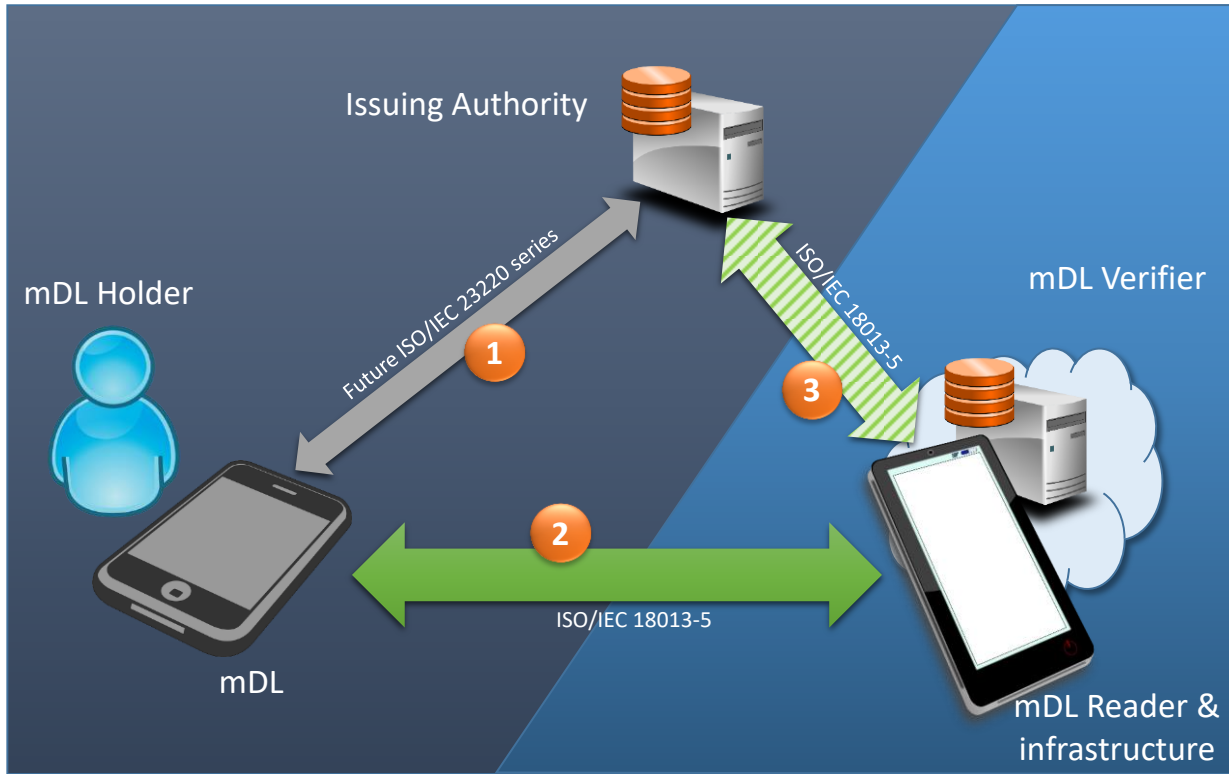 Issuing Authority
Future ISO/IEC 23220 series
ISO/IEC 18013-5
mDL Verifier
mDL Holder
1
3
2
ISO/IEC 18013-5
mDL
mDL Reader &
infrastructure